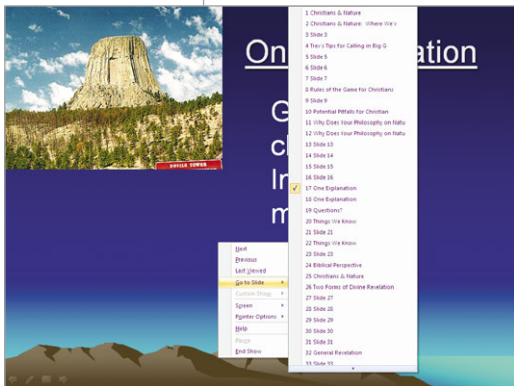 On ation
G
cl
In
m
DEVILS TOWER
Next
Previous
Last Viewed
Go to Slide
Custom Show
Screen
Pointer Options
Help
Pause
End Show
1 Christians & Nature
2 Christians & Nature: Where We'v
3 Slide 3
4 Trev's Tips for Calling in Big G
5 Slide 5
6 Slide 6
7 Slide 7
8 Rules of the Game for Christians
9 Slide 9
10 Potential Pitfalls for Christian
11 Why Does Your Philosophy on Natu
12 Why Does Your Philosophy on Natu
13 Slide 13
14 Slide 14
15 Slide 15
16 Slide 16
17 One Explanation
18 One Explanation
19 Questions?
20 Things We Know
21 Slide 21
22 Things We Know
23 Slide 23
24 Biblical Perspective
25 Christians & Nature
26 Two Forms of Divine Revelation
27 Slide 27
28 Slide 28
29 Slide 29
30 Slide 30
31 Slide 31
32 General Revelation
33 Slide 33